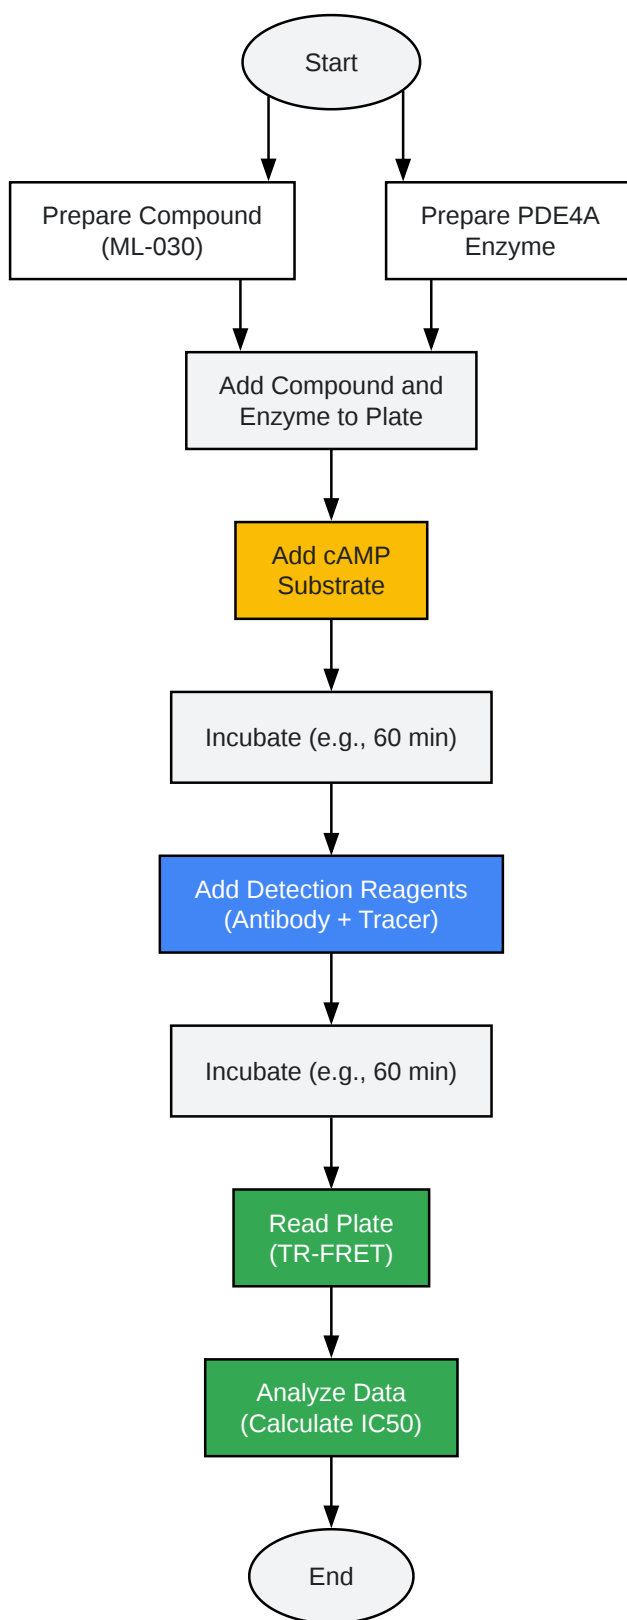 Start
Prepare Compound
(ML-030)
Prepare PDE4A
Enzyme
Add Compound and
Enzyme to Plate
Add cAMP
Substrate
Incubate (e.g., 60 min)
Add Detection Reagents
(Antibody + Tracer)
Incubate (e.g., 60 min)
Read Plate
(TR-FRET)
Analyze Data
(Calculate IC50)
End